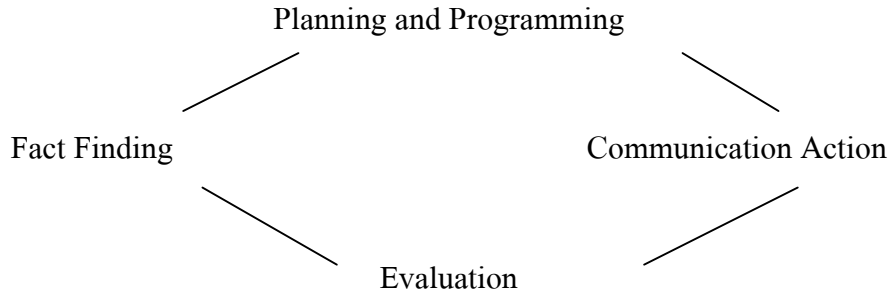 Planning and Programming
Fact Finding
Communication Action
Evaluation